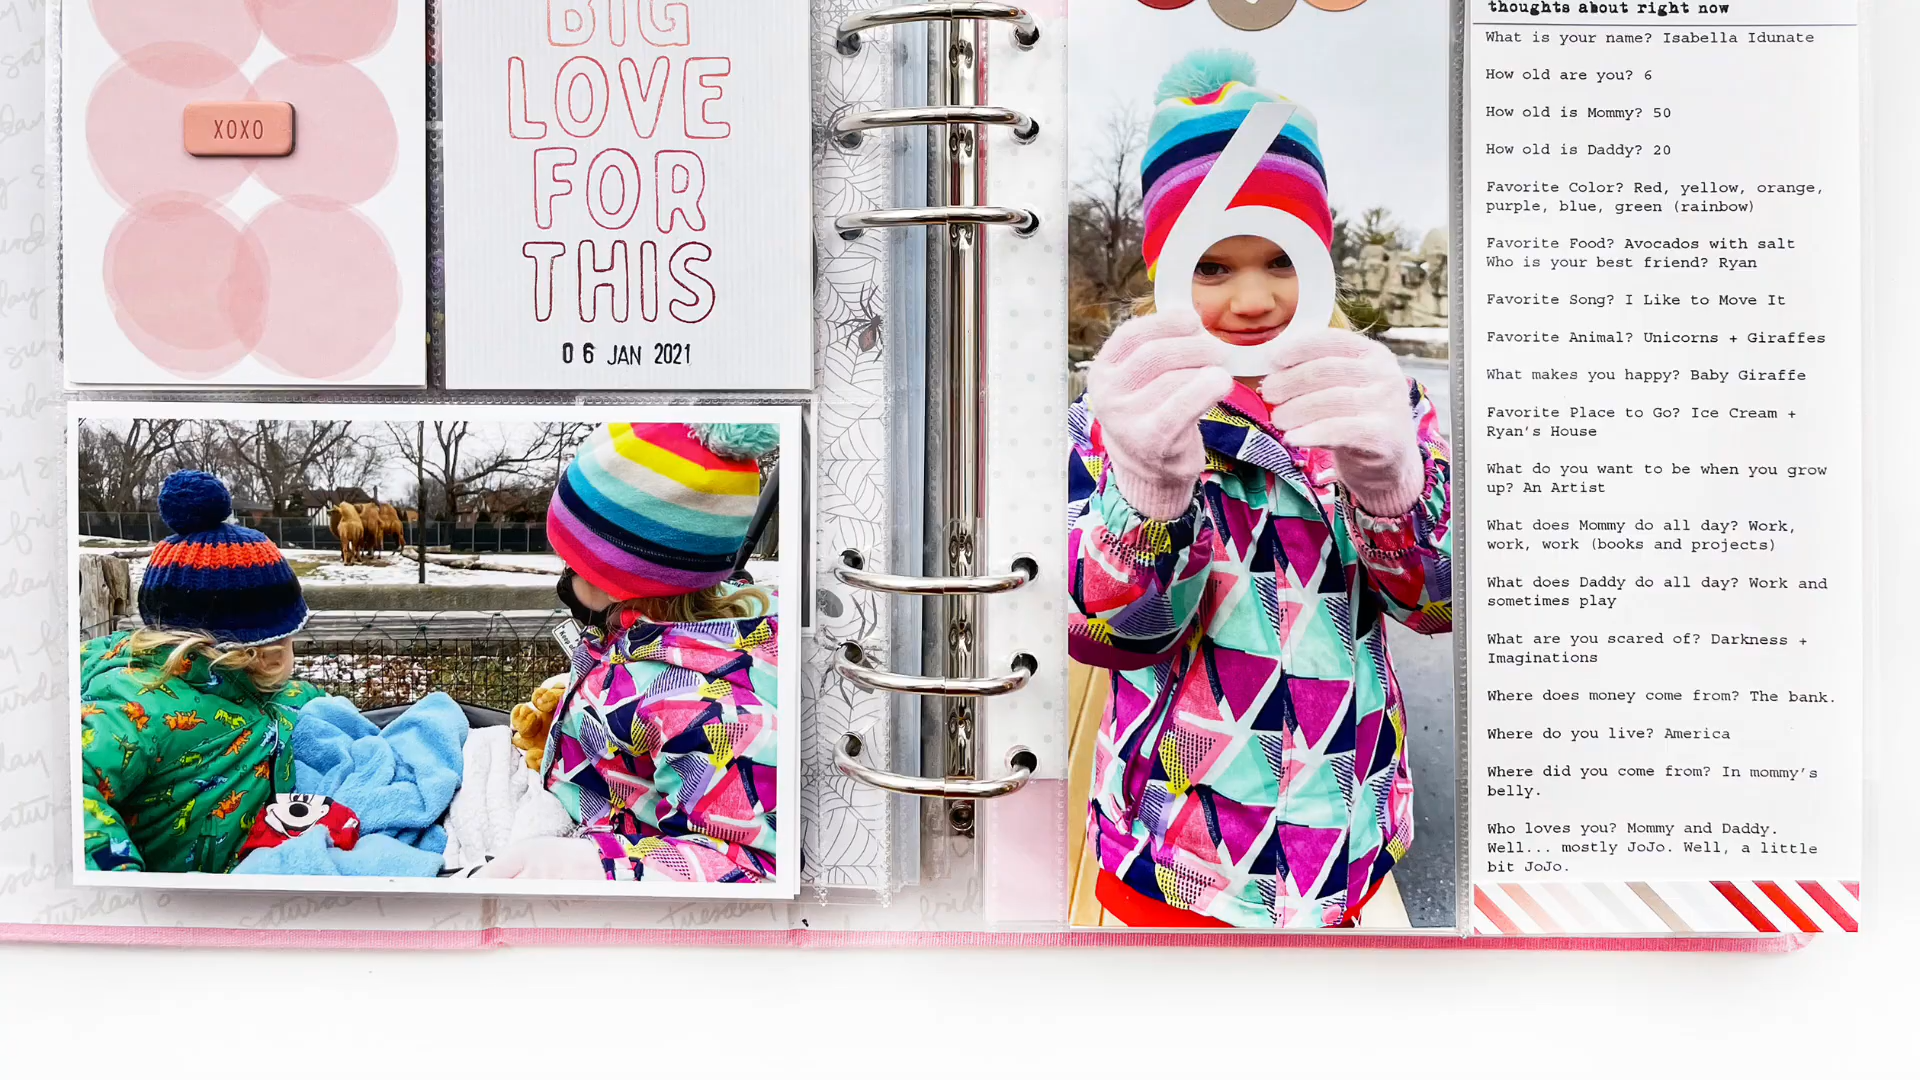 XOXO
BIG
LOVE
FOR
THIS
06 JAN 2021
thoughts about right now
What is your name? Isabella Idunate
How old are you? 6
How old is Mommy? 50
How old is Daddy? 20
Favorite Color? Red, yellow, orange,
purple, blue, green (rainbow)
Favorite Food? Avocados with salt
Who is your best friend? Ryan
Favorite Song? I Like to Move It
Favorite Animal? Unicorns + Giraffes
What makes you happy? Baby Giraffe
Favorite Place to Go? Ice Cream +
Ryan's House
What do you want to be when you grow
up? An Artist
What does Mommy do all day? Work,
work, work (books and projects)
What does Daddy do all day? Work and
sometimes play
What are you scared of? Darkness +
Imaginations
Where does money come from? The bank.
Where do you live? America
Where did you come from? In mommy's
belly.
Who loves you? Mommy and Daddy.
Well... mostly JoJo. Well, a little
bit JoJo.
6
saturday
tuesday